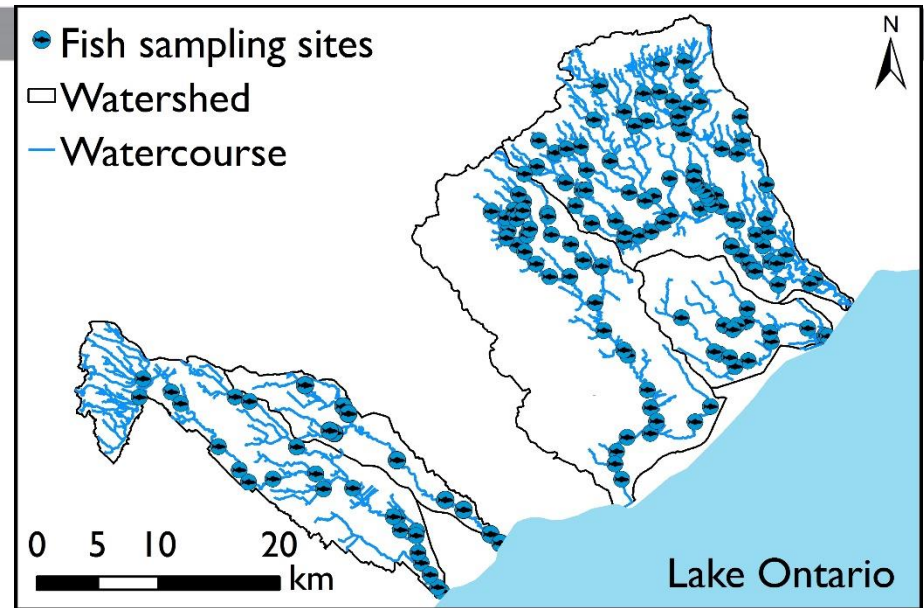 Fish sampling sites
Watershed
Watercourse
N
0 5 10 20
km
Lake Ontario